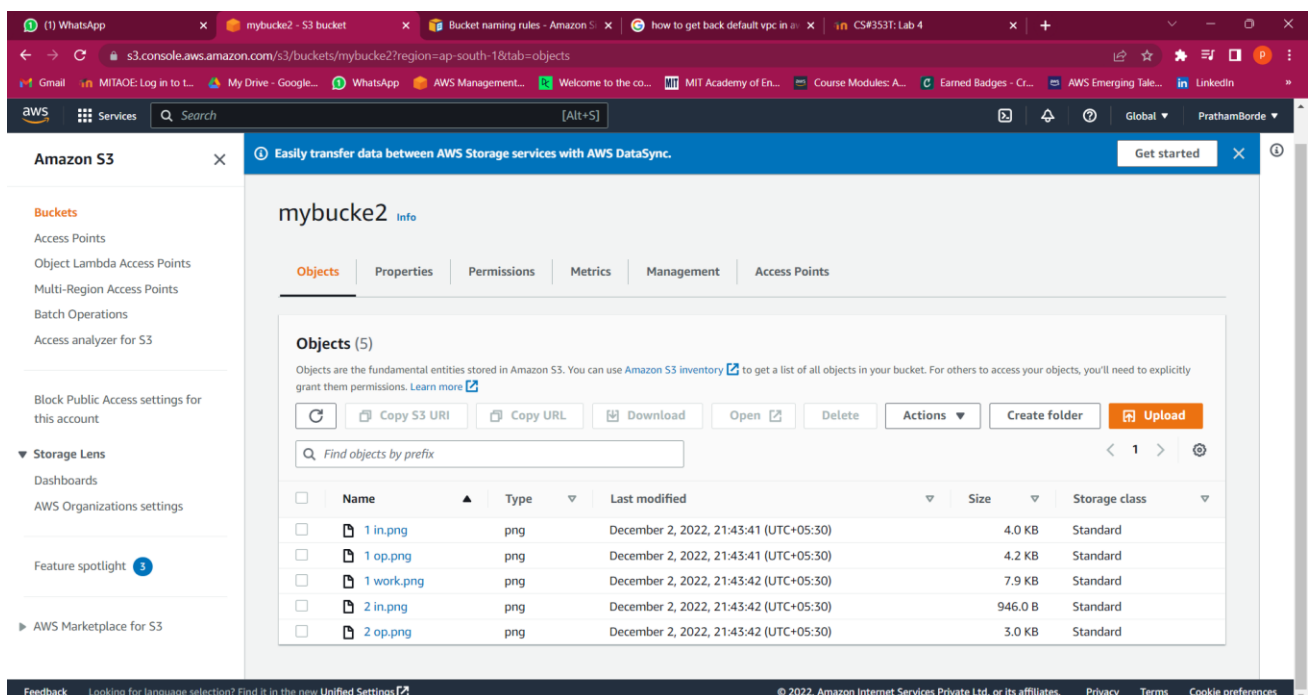 (1) WhatsApp mybucke2 - S3 bucket Bucket naming rules - Amazon S how to get back default vpc in a CS#353T: Lab 4
s3.console.aws.amazon.com/s3/buckets/mybucke2?region=ap-south-1&tab=objects
Gmail MITAOE: Log in to t... My Drive - Google... WhatsApp AWS Management... Welcome to the co... MIT Academy of En... Course Modules: A... Earned Badges - Cr... AWS Emerging Tale... LinkedIn »
aws Services Search [Alt+S] Global PrathamBorde
Amazon S3
Easily transfer data between AWS Storage services with AWS DataSync. Get started
Buckets
Access Points
Object Lambda Access Points
Multi-Region Access Points
Batch Operations
Access analyzer for S3
Block Public Access settings for
this account
Storage Lens
Dashboards
AWS Organizations settings
Feature spotlight 3
AWS Marketplace for S3
mybucke2 Info
Objects Properties Permissions Metrics Management Access Points
Objects (5)
Objects are the fundamental entities stored in Amazon S3. You can use Amazon S3 inventory to get a list of all objects in your bucket. For others to access your objects, you'll need to explicitly
grant them permissions. Learn more
Copy S3 URI Copy URL Download Open Delete Actions Create folder Upload
Find objects by prefix 1
Name Type Last modified Size Storage class
1 in.png png December 2, 2022, 21:43:41 (UTC+05:30) 4.0 KB Standard
1 op.png png December 2, 2022, 21:43:41 (UTC+05:30) 4.2 KB Standard
1 work.png png December 2, 2022, 21:43:42 (UTC+05:30) 7.9 KB Standard
2 in.png png December 2, 2022, 21:43:42 (UTC+05:30) 946.0 B Standard
2 op.png png December 2, 2022, 21:43:42 (UTC+05:30) 3.0 KB Standard
Feedback Looking for language selection? Find it in the new Unified Settings © 2022, Amazon Internet Services Private Ltd. or its affiliates. Privacy Terms Cookie preferences